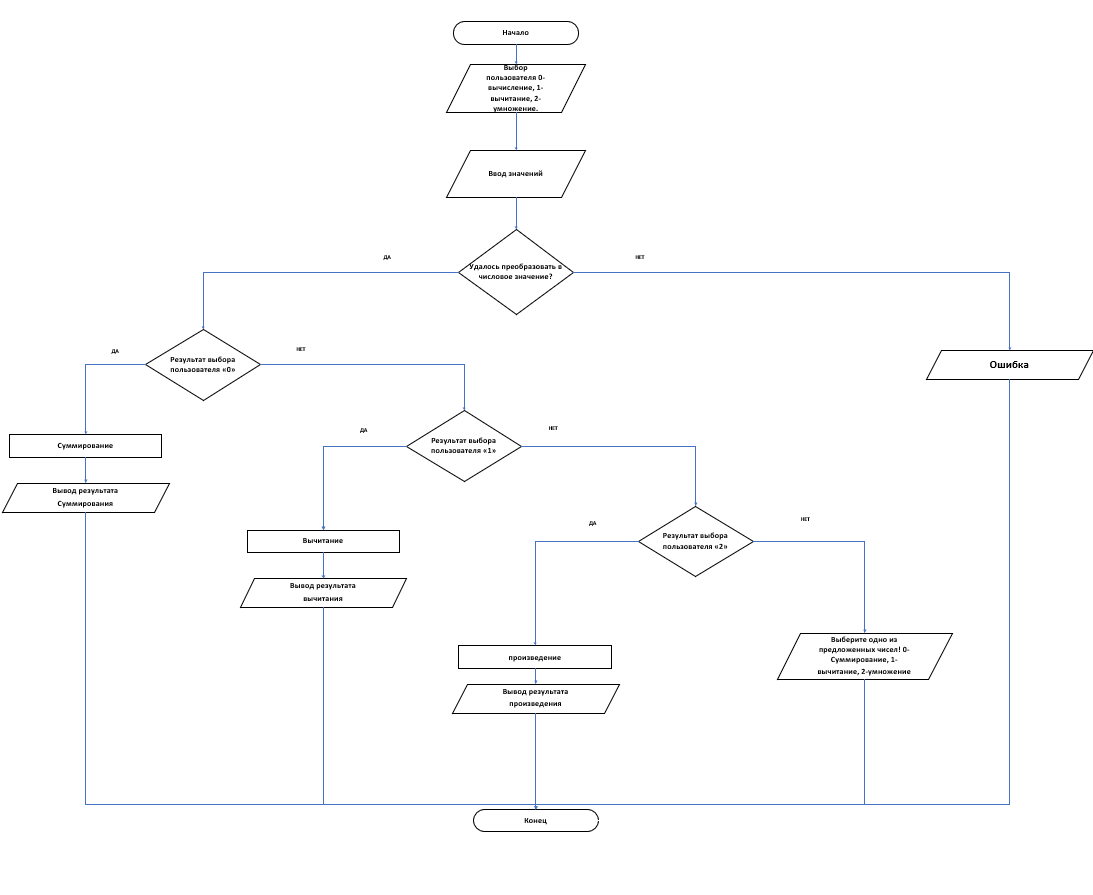 Начало
Выбор
пользователя 0-
вычисление, 1-
вычитание, 2-
умножение.
Ввод значений
ДА
НЕТ
Удалось преобразовать в
числовое значение?
ДА
НЕТ
Результат выбора
пользователя «0»
Ошибка
ДА
НЕТ
Результат выбора
пользователя «1»
Суммирование
Вывод результата
Суммирования
ДА
НЕТ
Результат выбора
пользователя «2»
Вычитание
Вывод результата
вычитания
Выберите одно из
предложенных чисел! 0-
Суммирование, 1-
вычитание, 2-умножение
произведение
Вывод результата
произведения
Конец